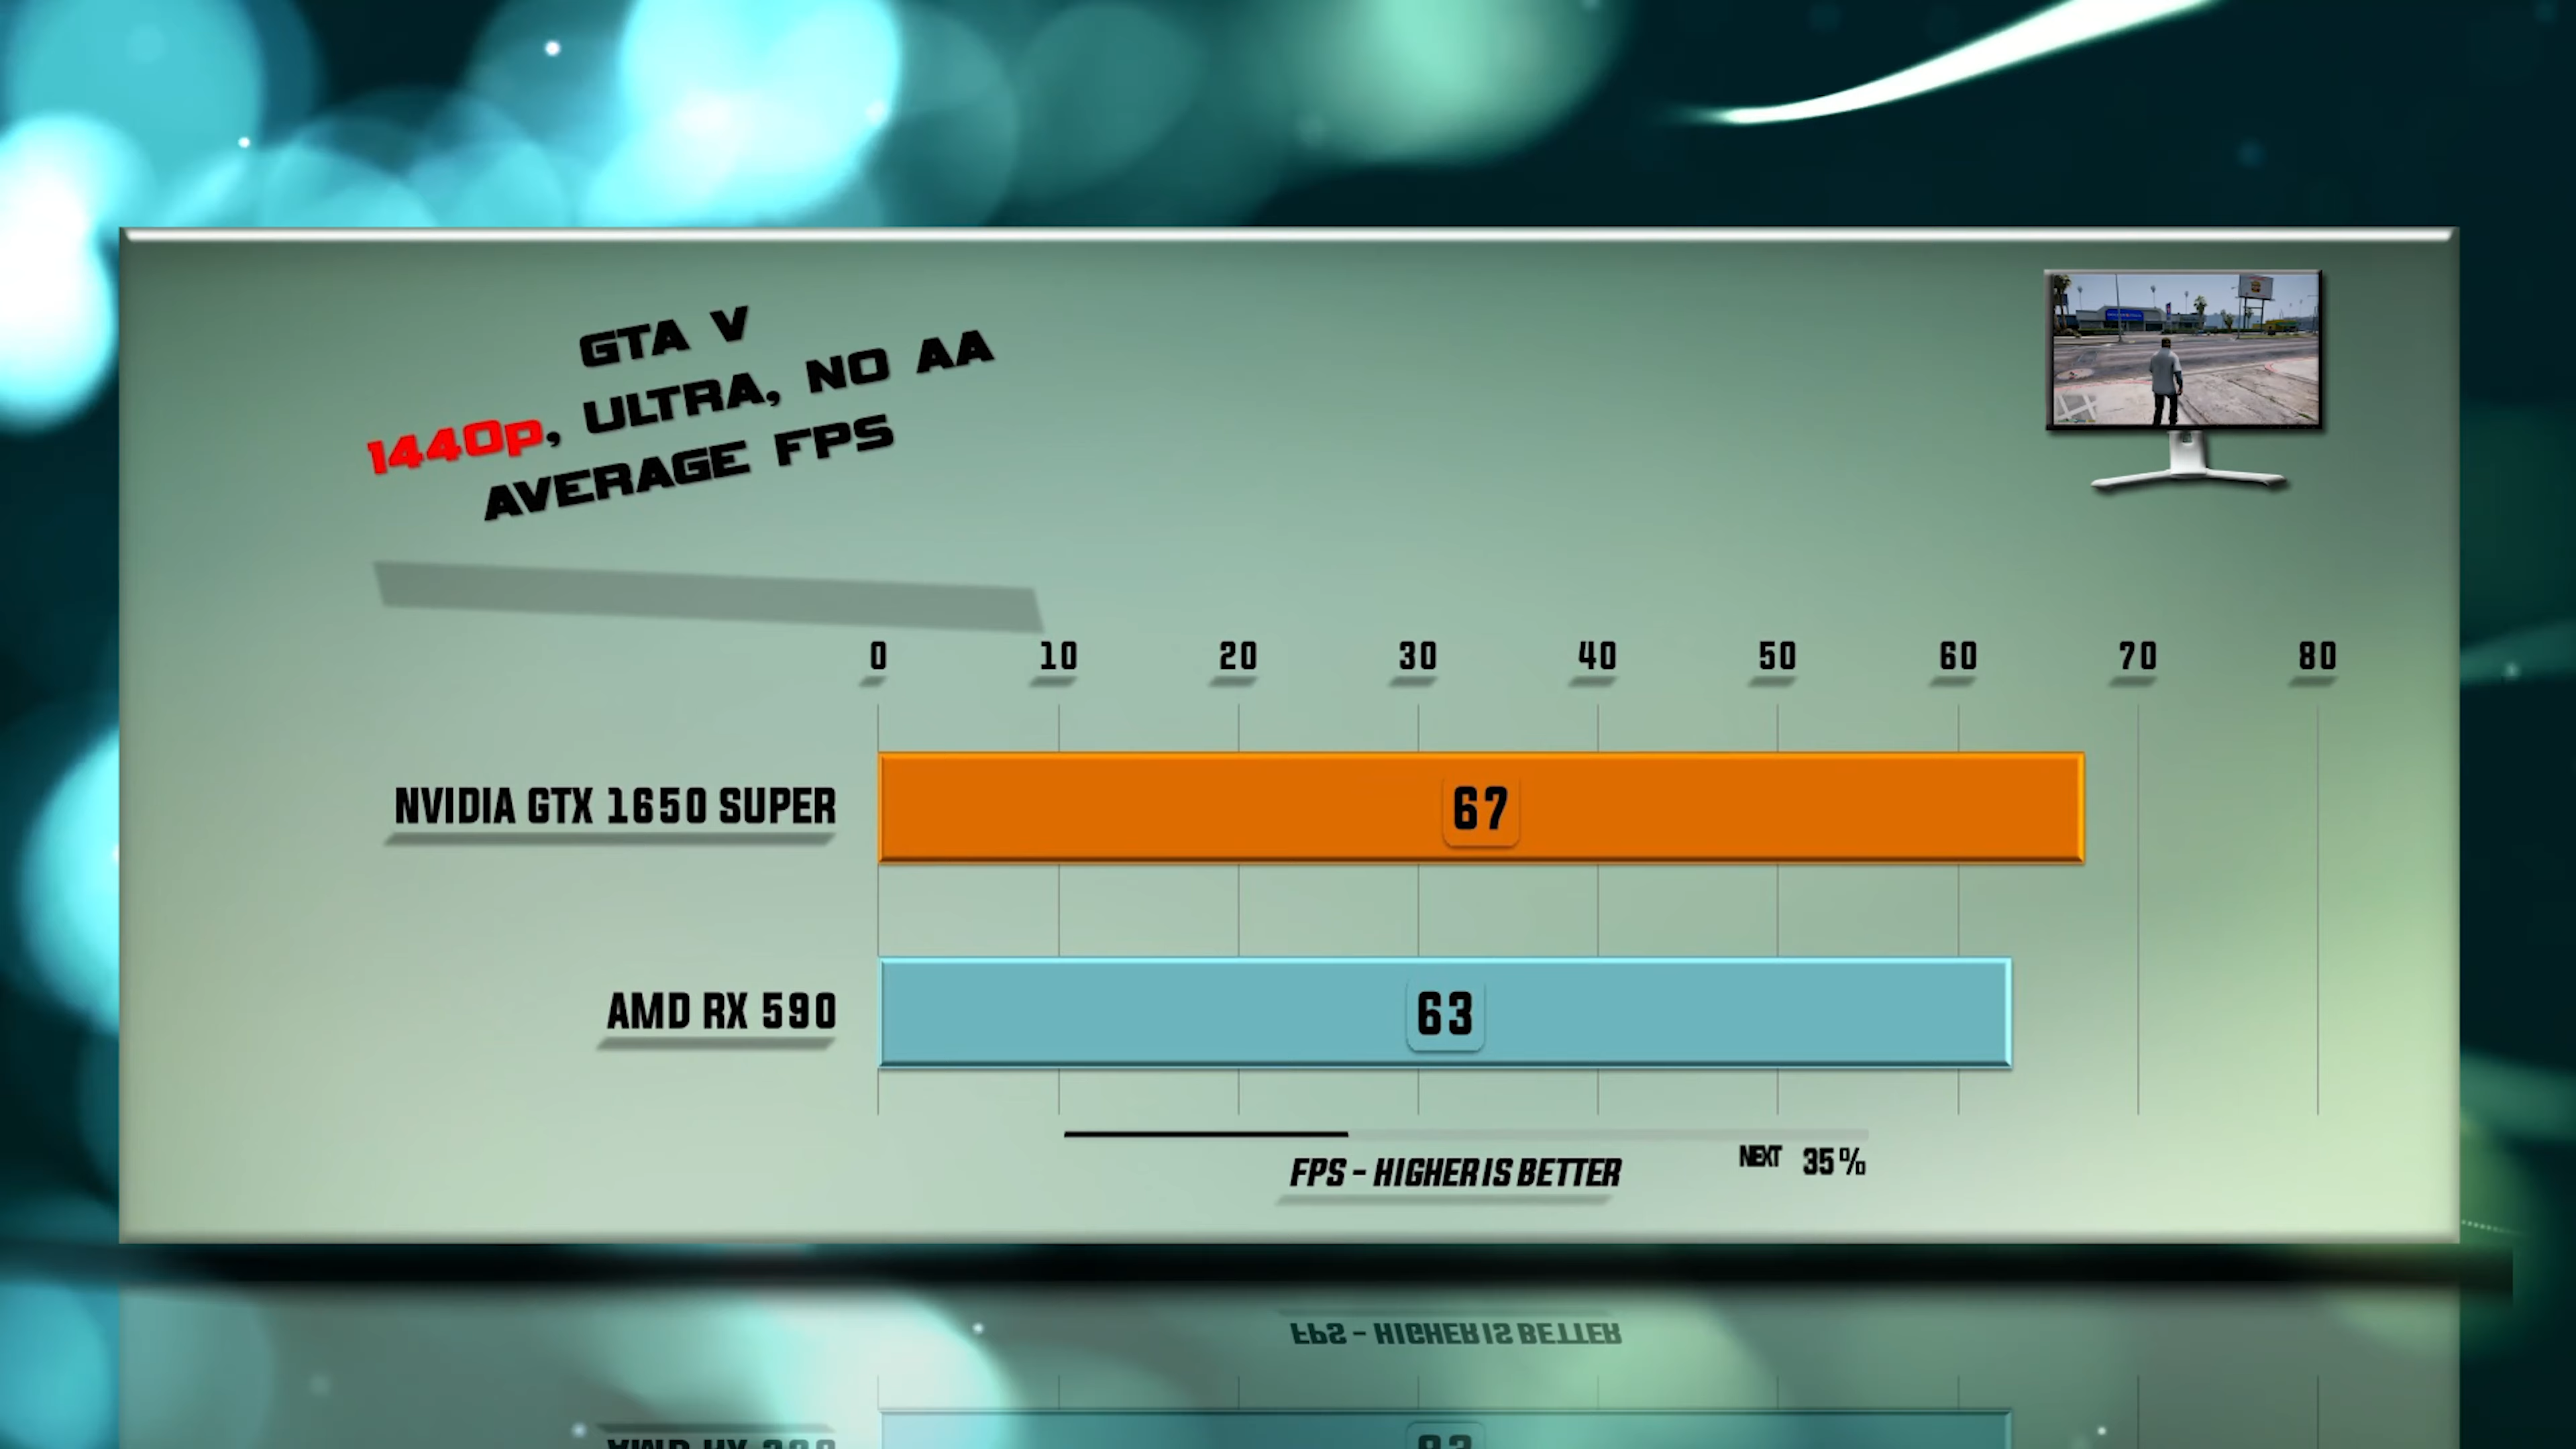 GTA V
1440p, ULTRA, NO AA
AVERAGE FPS
0 10 20 30 40 50 60 70 80
NVIDIA GTX 1650 SUPER
67
AMD RX 590
63
FPS - HIGHER IS BETTER
NEXT 35%